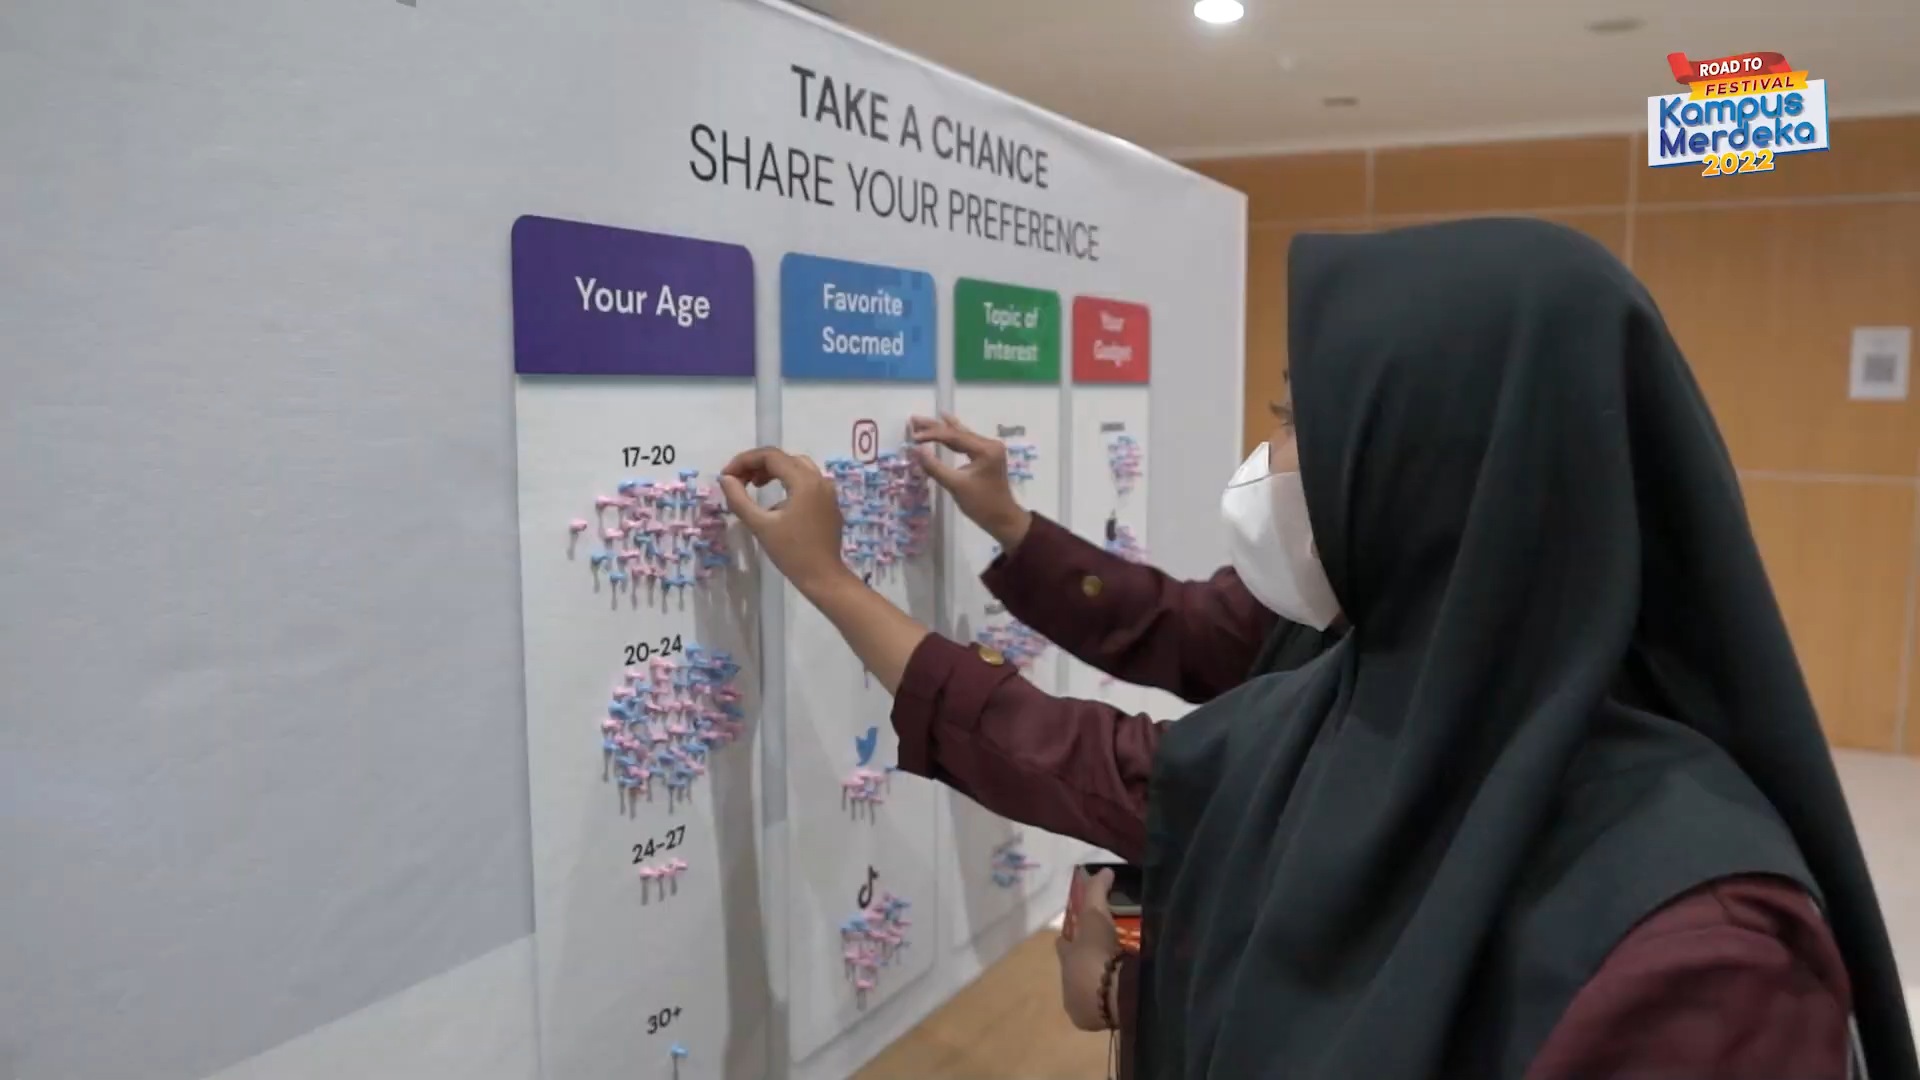 TAKE A CHANCE
SHARE YOUR PREFERENCE
Your Age
Favorite
Socmed
Topic of
Interest
Your
Gadget
17-20
20-24
24-27
30+
Sports
ROAD TO
FESTIVAL
Kampus
Merdeka
2022